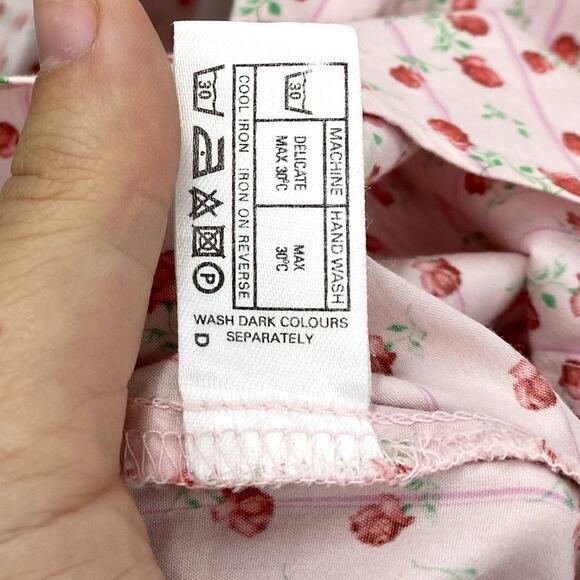 30
30
MACHINE
HAND WASH
DELICATE
MAX 30°C
MAX
30°C
COOL IRON IRON ON REVERSE
P
WASH DARK COLOURS
SEPARATELY
D